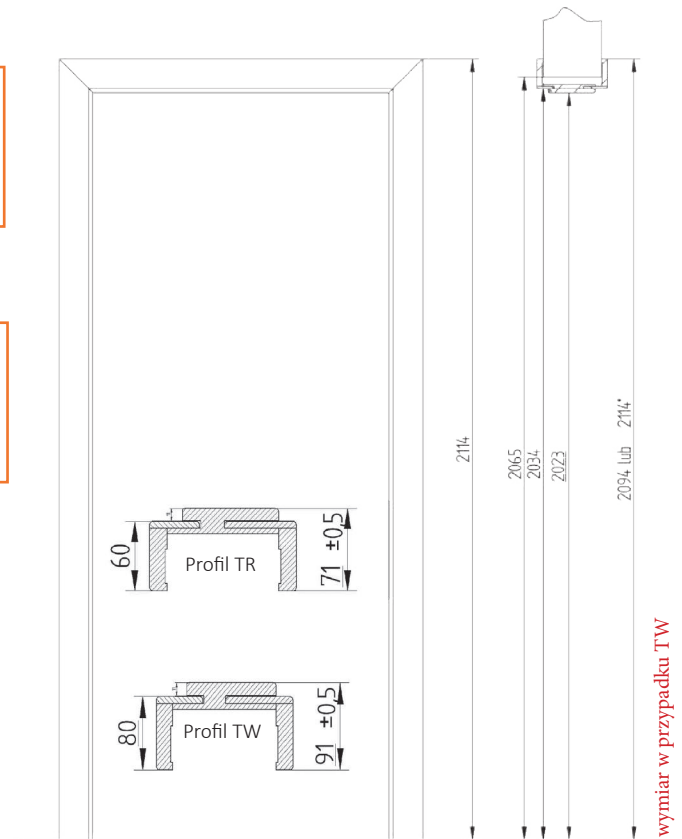 2114
2065
2034
2023
2094 lub 2114*
60
Profil TR
71 ±0,5
80
Profil TW
91 ±0,5
wymiar w przypadku TW